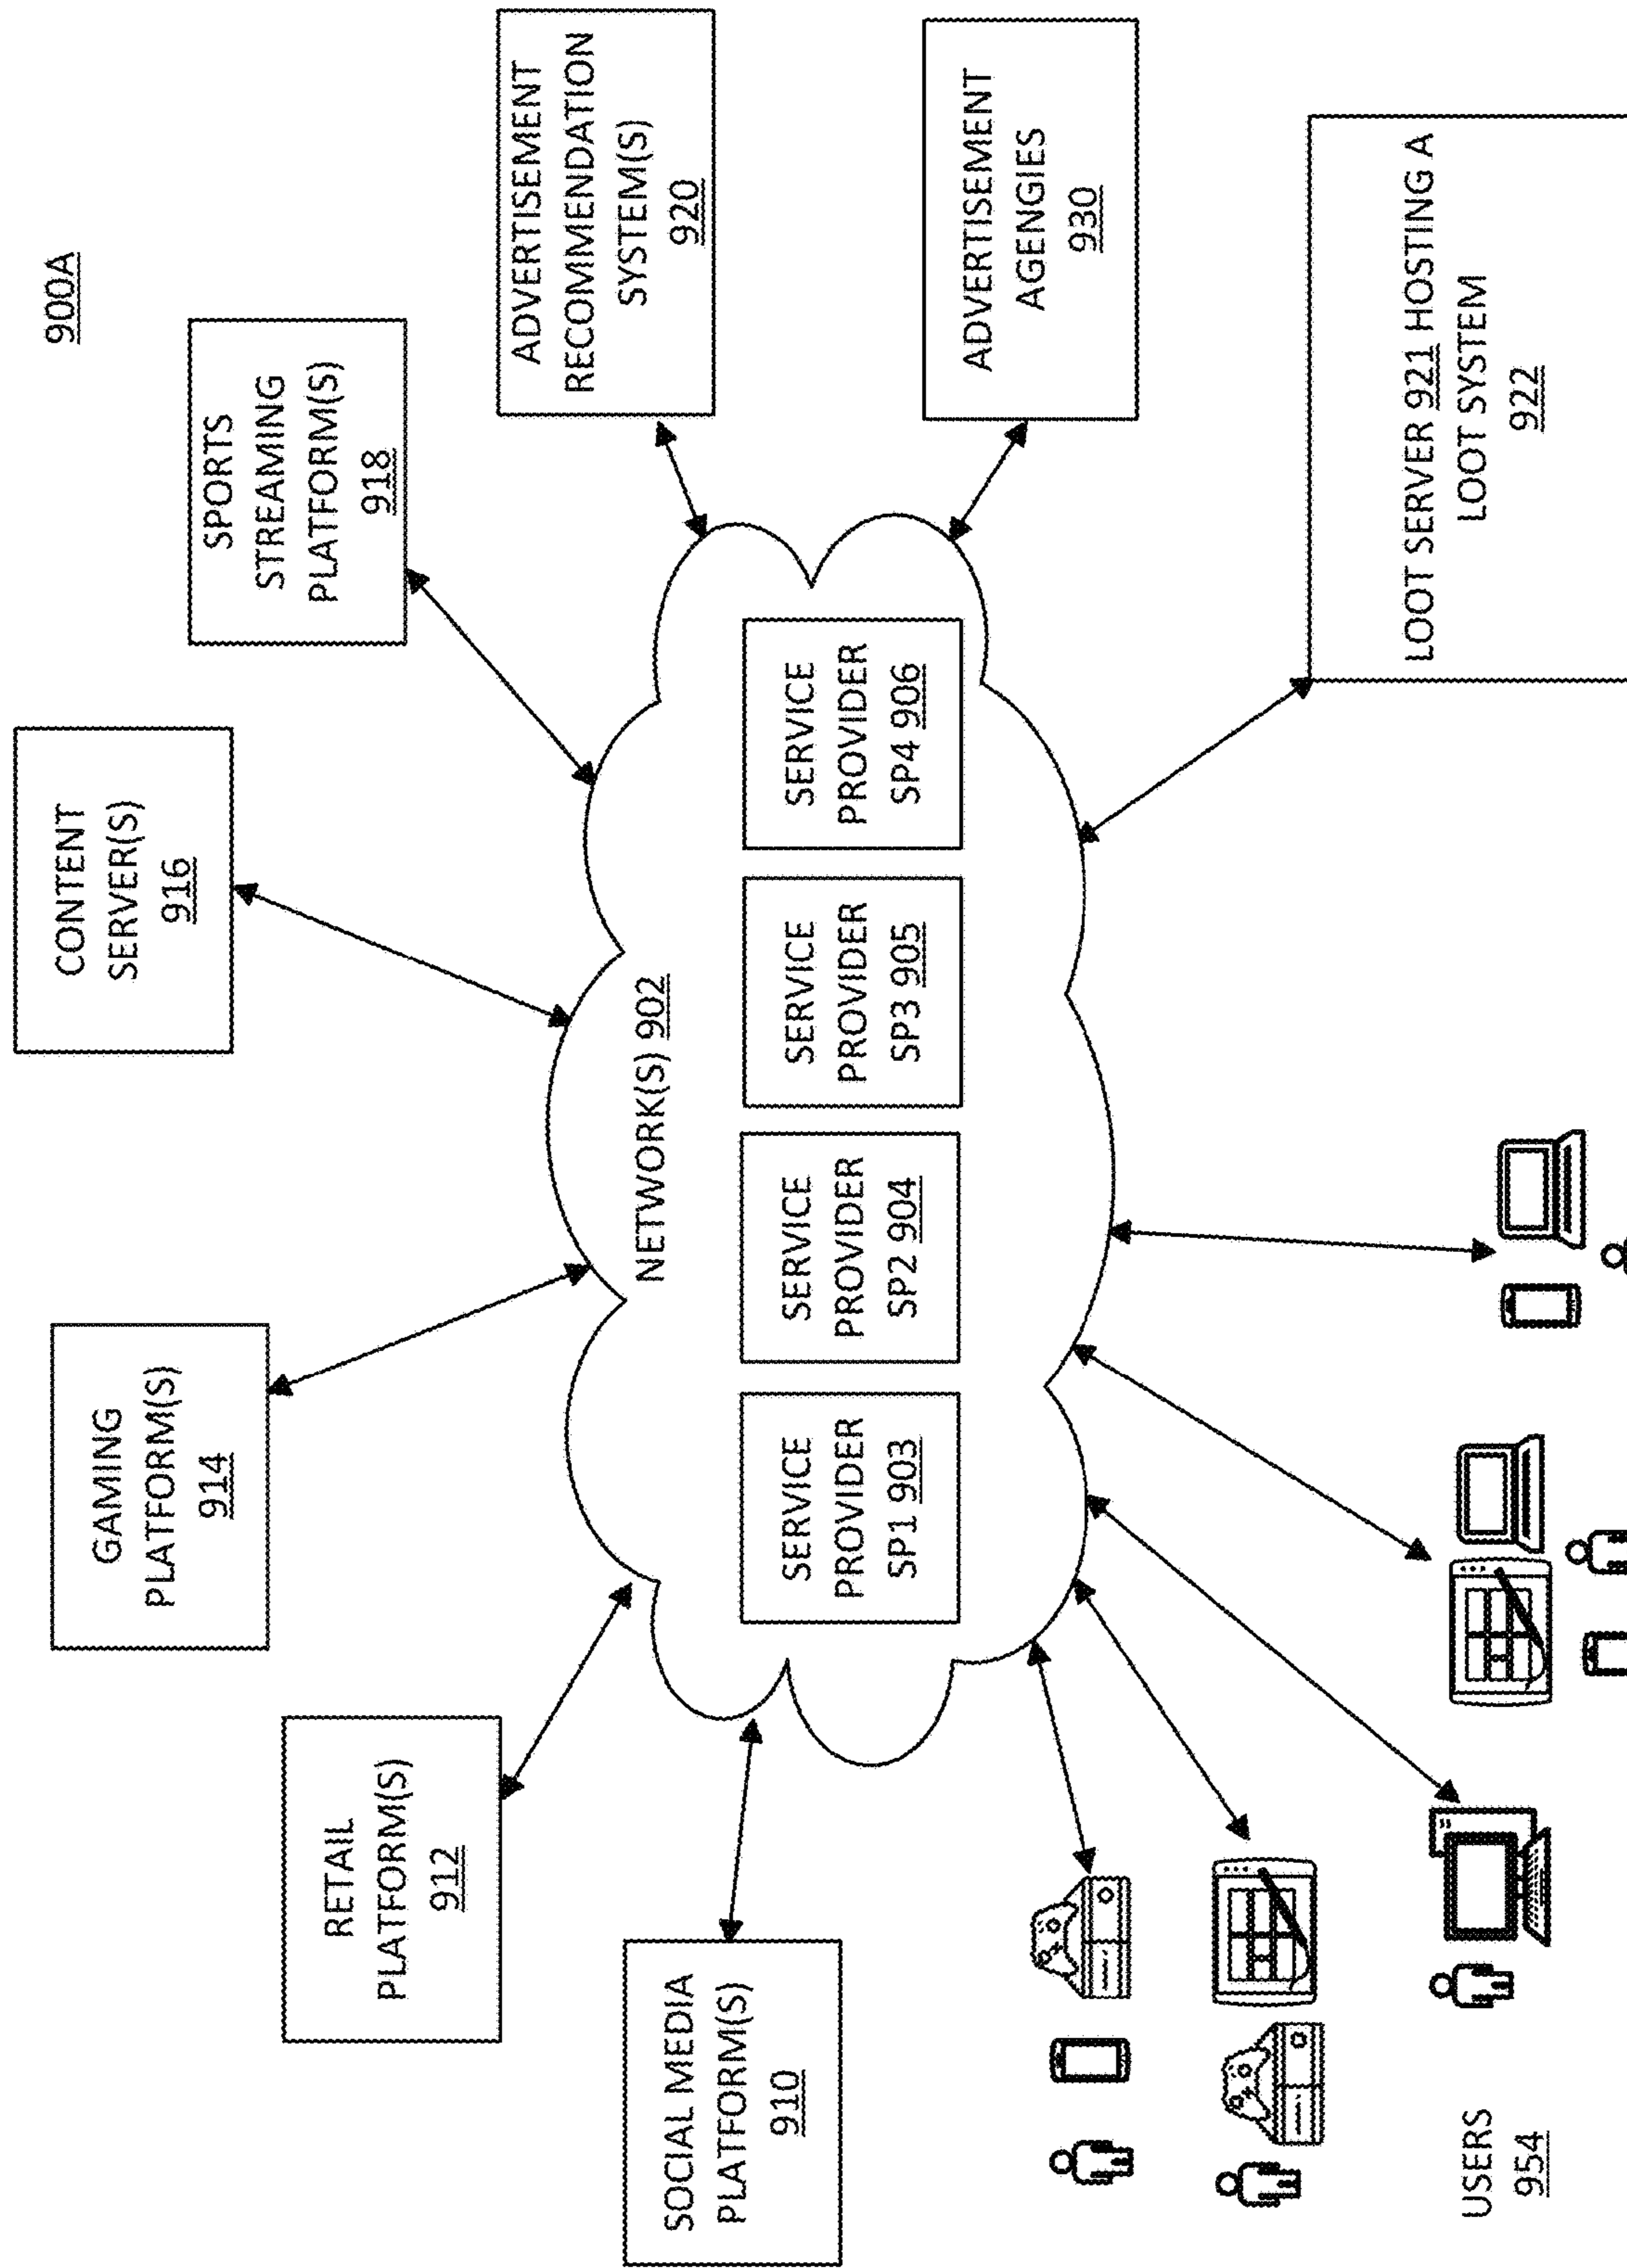 900A
CONTENT
SERVER(S)
916
GAMING
PLATFORM(S)
914
SPORTS
STREAMING
PLATFORM(S)
918
RETAIL
PLATFORM(S)
912
ADVERTISEMENT
RECOMMENDATION
SYSTEM(S)
920
SOCIAL MEDIA
PLATFORM(S)
910
NETWORK(S) 902
SERVICE
PROVIDER
SP1 903
SERVICE
PROVIDER
SP2 904
SERVICE
PROVIDER
SP3 905
SERVICE
PROVIDER
SP4 906
ADVERTISEMENT
AGENGIES
930
LOOT SERVER 921 HOSTING A
LOOT SYSTEM
922
USERS
954